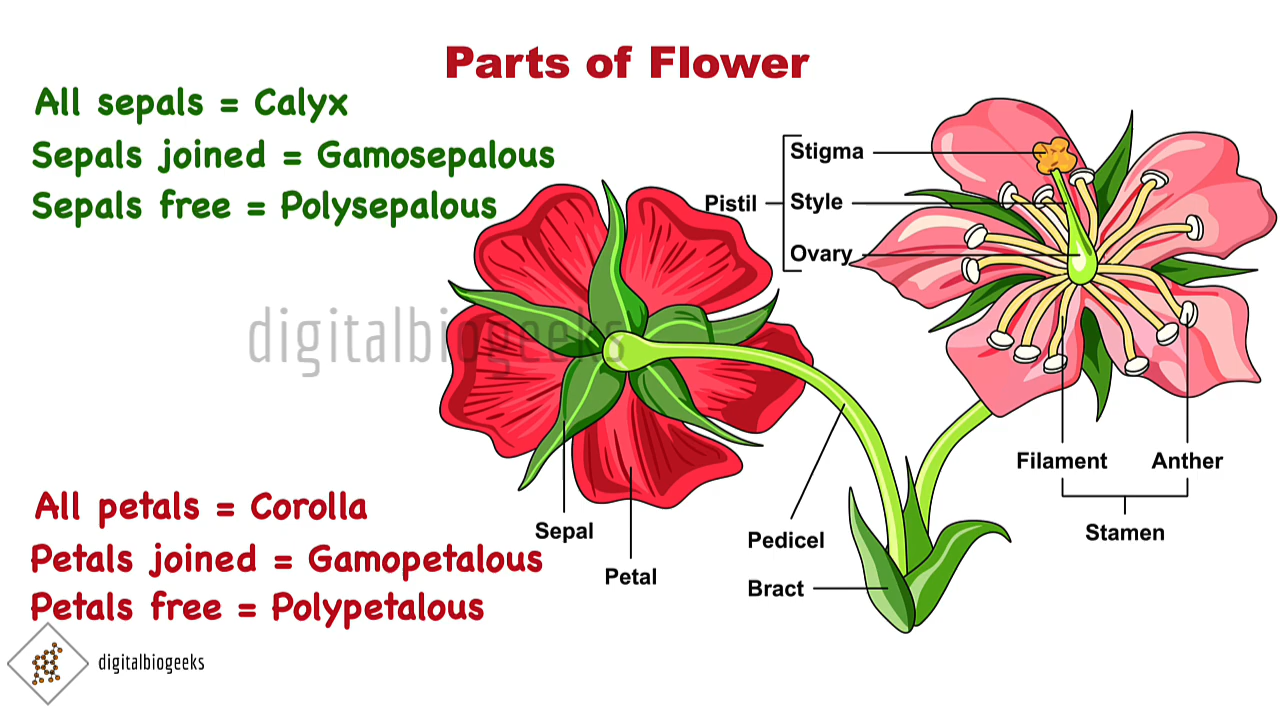 Parts of Flower
All sepals = Calyx
Sepals joined = Gamosepalous
Sepals free = Polysepalous
Stigma
Pistil
Style
Ovary
digitalbiogeeks
Filament
Anther
Stamen
All petals = Corolla
Petals joined = Gamopetalous
Petals free = Polypetalous
Sepal
Petal
Pedicel
Bract
digitalbiogeeks